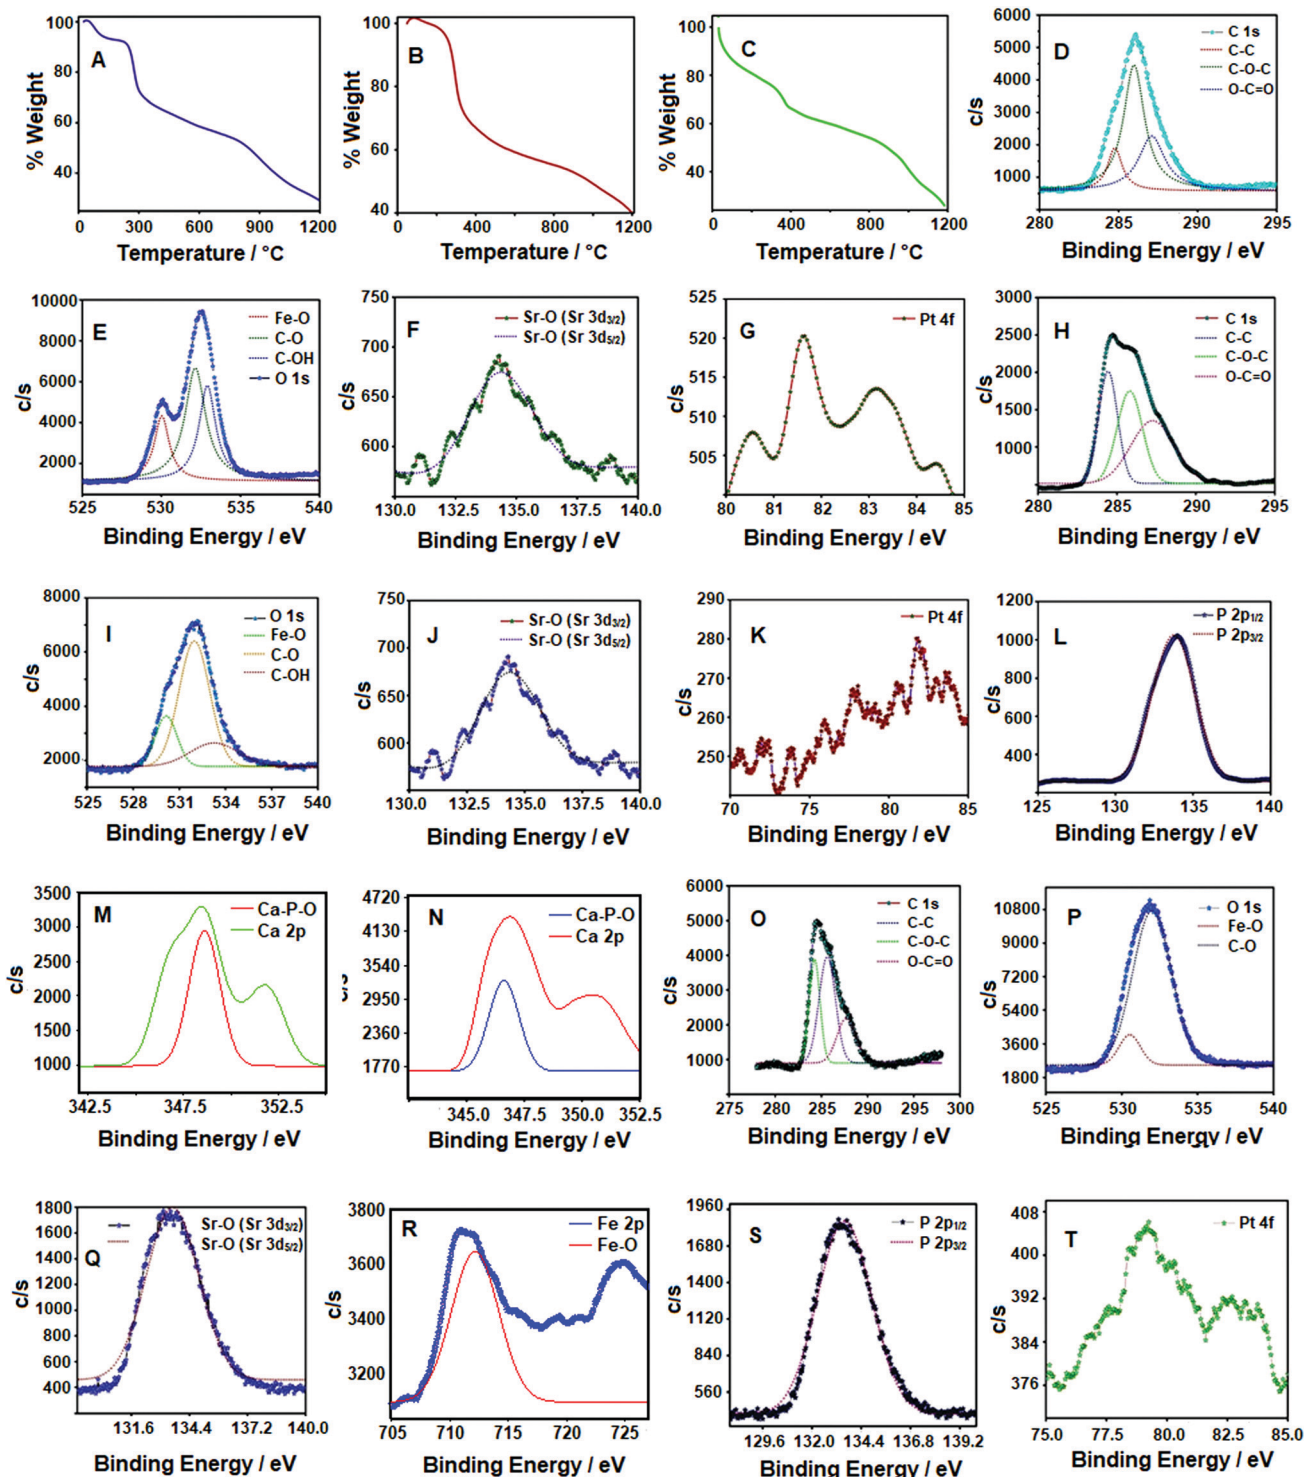 A
% Weight
100
80
60
40
0
300
600
900
1200
Temperature / °C
B
% Weight
100
80
60
40
0
400
800
1200
Temperature / °C
C
% Weight
100
80
60
40
0
400
800
1200
Temperature / °C
D
c/s
6000
5000
4000
3000
2000
1000
C 1s
C-C
C-O-C
O-C=O
280
285
290
295
Binding Energy / eV
E
c/s
10000
8000
6000
4000
2000
Fe-O
C-O
C-OH
O 1s
525
530
535
540
Binding Energy / eV
F
c/s
750
700
650
600
Sr-O (Sr 3d3/2)
Sr-O (Sr 3d5/2)
130.0
132.5
135.0
137.5
140.0
Binding Energy / eV
G
c/s
525
520
515
510
505
Pt 4f
80
81
82
83
84
85
Binding Energy / eV
H
c/s
3000
2500
2000
1500
1000
C 1s
C-C
C-O-C
O-C=O
280
285
290
295
Binding Energy / eV
I
c/s
8000
6000
4000
2000
O 1s
Fe-O
C-O
C-OH
525
528
531
534
537
540
Binding Energy / eV
J
c/s
750
700
650
600
Sr-O (Sr 3d3/2)
Sr-O (Sr 3d5/2)
130.0
132.5
135.0
137.5
140.0
Binding Energy / eV
K
c/s
290
280
270
260
250
Pt 4f
70
75
80
85
Binding Energy / eV
L
c/s
1200
1000
800
600
400
P 2p1/2
P 2p3/2
125
130
135
140
Binding Energy / eV
M
c/s
3500
3000
2500
2000
1500
1000
Ca-P-O
Ca 2p
342.5
347.5
352.5
Binding Energy / eV
N
c/s
4720
4130
3540
2950
2360
1770
Ca-P-O
Ca 2p
345.0
347.5
350.0
352.5
Binding Energy / eV
O
c/s
6000
5000
4000
3000
2000
1000
C 1s
C-C
C-O-C
O-C=O
275
280
285
290
295
300
Binding Energy / eV
P
c/s
10800
9000
7200
5400
3600
1800
O 1s
Fe-O
C-O
525
530
535
540
Binding Energy / eV
Q
c/s
1800
1600
1400
1200
1000
800
600
400
Sr-O (Sr 3d3/2)
Sr-O (Sr 3d5/2)
131.6
134.4
137.2
140.0
Binding Energy / eV
R
c/s
3800
3600
3400
3200
Fe 2p
Fe-O
705
710
715
720
725
Binding Energy / eV
S
c/s
1960
1680
1400
1120
840
560
P 2p1/2
P 2p3/2
129.6
132.0
134.4
136.8
139.2
Binding Energy / eV
T
c/s
408
400
392
384
376
Pt 4f
75.0
77.5
80.0
82.5
85.0
Binding Energy / eV